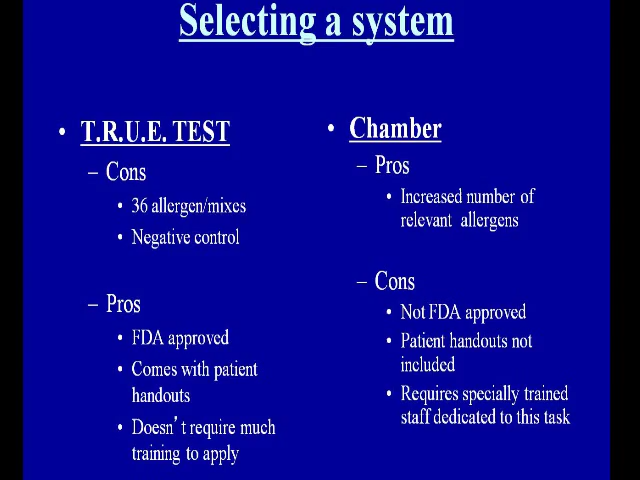 Selecting a system
• T.R.U.E. TEST
– Cons
• 36 allergen/mixes
• Negative control
– Pros
• FDA approved
• Comes with patient
handouts
• Doesn't require much
training to apply
• Chamber
– Pros
• Increased number of
relevant allergens
– Cons
• Not FDA approved
• Patient handouts not
included
• Requires specially trained
staff dedicated to this task